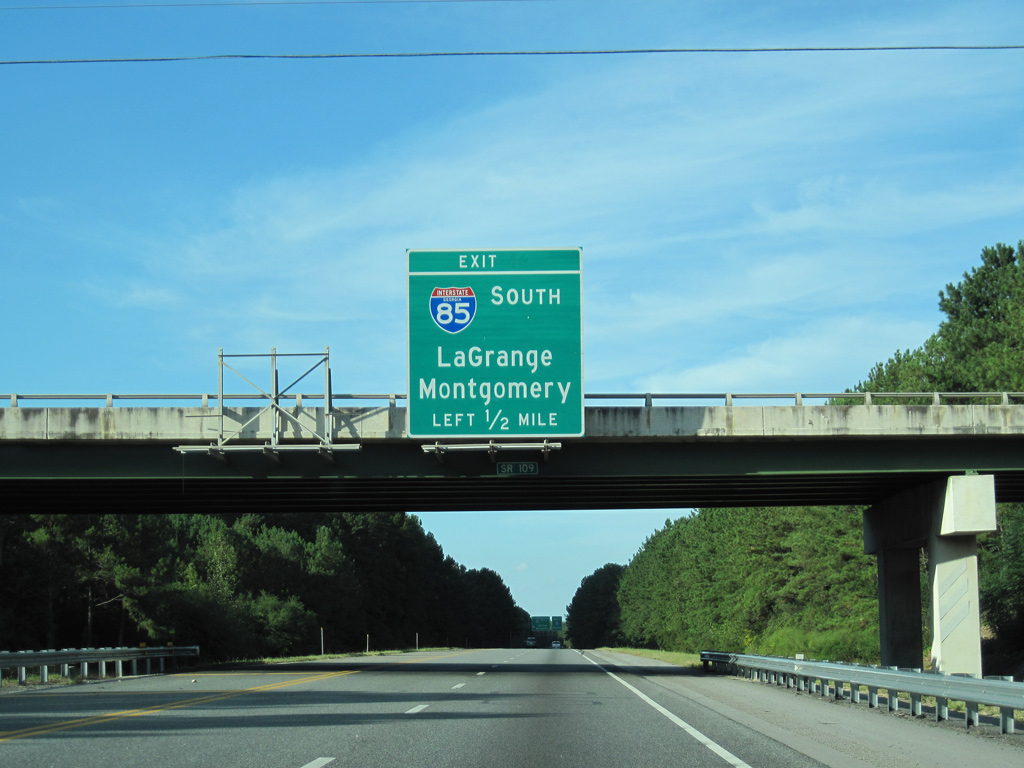 EXIT
INTERSTATE
GEORGIA
85
SOUTH
LaGrange
Montgomery
LEFT 1/2 MILE
SR 109